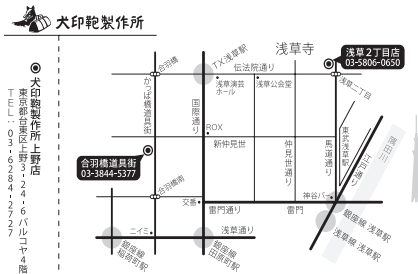 犬印鞄製作所
犬印鞄製作所 上野店
東京都台東区上野3-24-6 パルコヤ4階
TEL:03-6284-2727
合羽橋
TX浅草駅
浅草寺
浅草2丁目店
03-5806-0650
伝法院通り
浅草演芸
ホール
浅草公会堂
浅草二丁目
かっぱ橋道具街
国際通り
ROX
新仲見世
仲見世通り
馬道通り
東武浅草駅
江戸通り
隅田川
合羽橋道具街
03-3844-5377
合羽橋南
交番
雷門通り
雷門
神谷バー
ニイミ
浅草通り
銀座線
稲荷町駅
銀座線
田原町駅
銀座線 浅草駅
浅草線 浅草駅